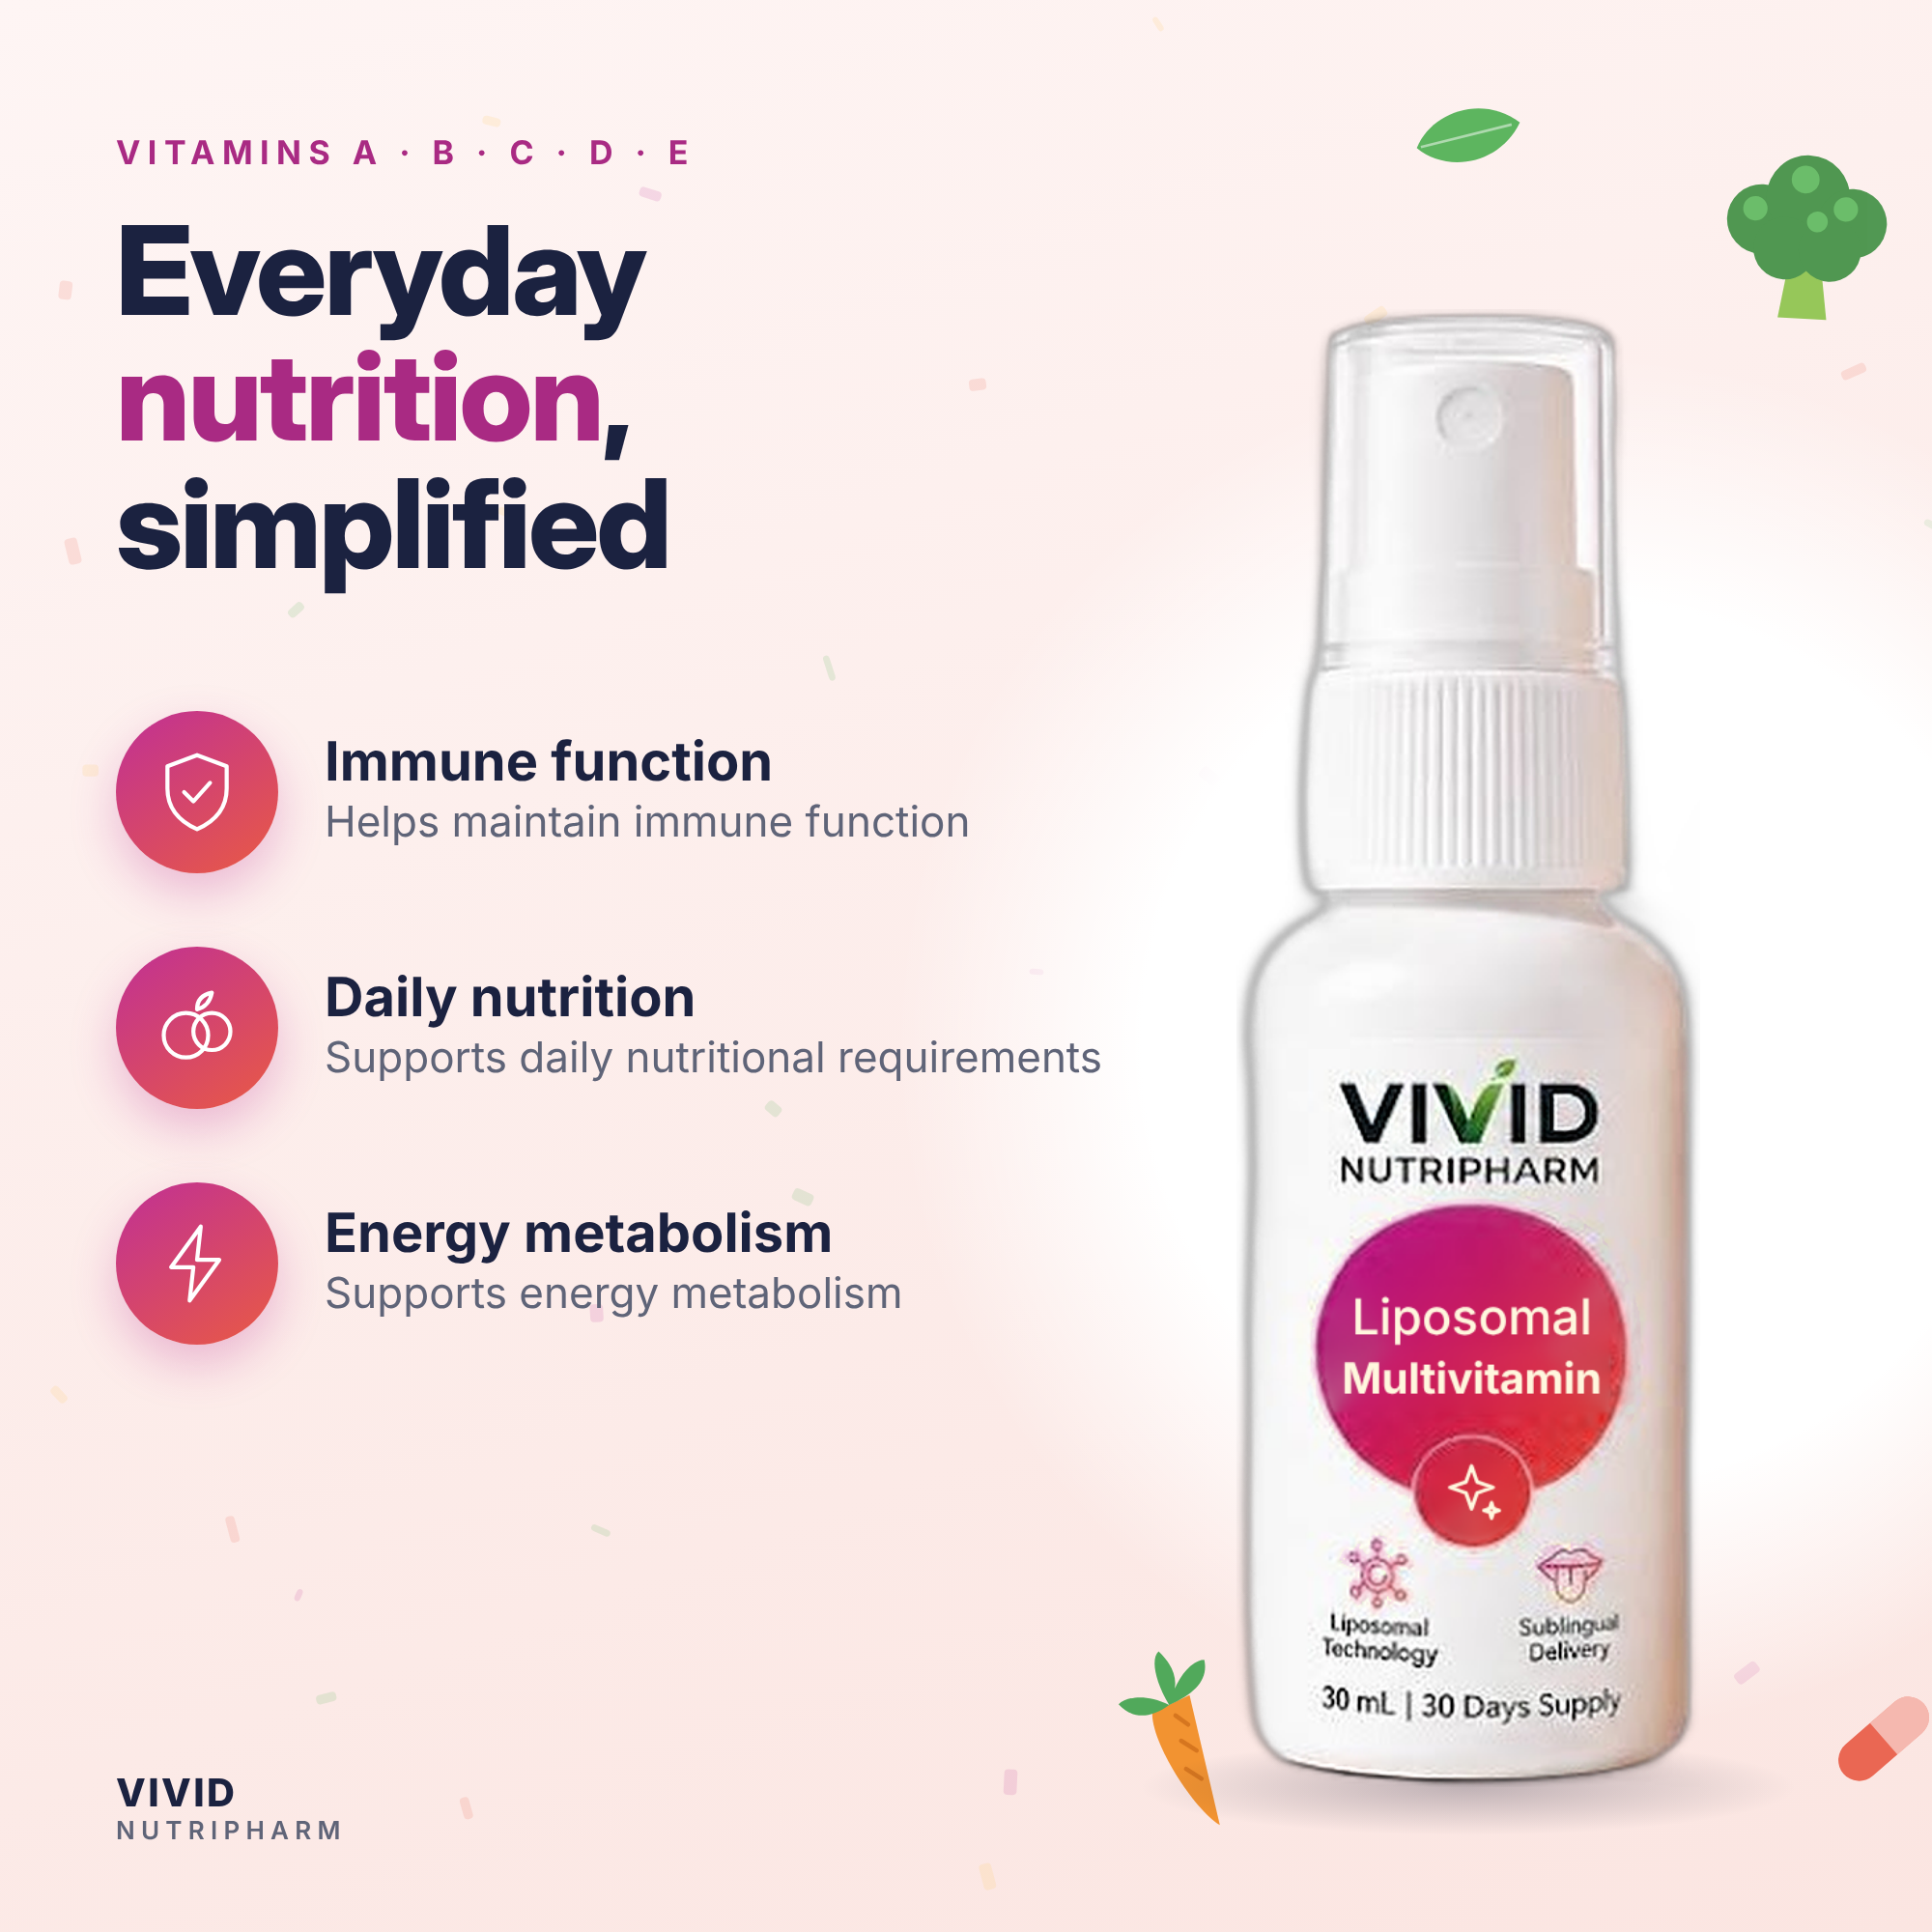 VITAMINS A · B · C · D · E
Everyday
nutrition,
simplified
Immune function
Helps maintain immune function
Daily nutrition
Supports daily nutritional requirements
Energy metabolism
Supports energy metabolism
VIVID
NUTRIPHARM
Liposomal
Multivitamin
Liposomal
Technology
Sublingual
Delivery
30 mL | 30 Days Supply
VIVID
NUTRIPHARM